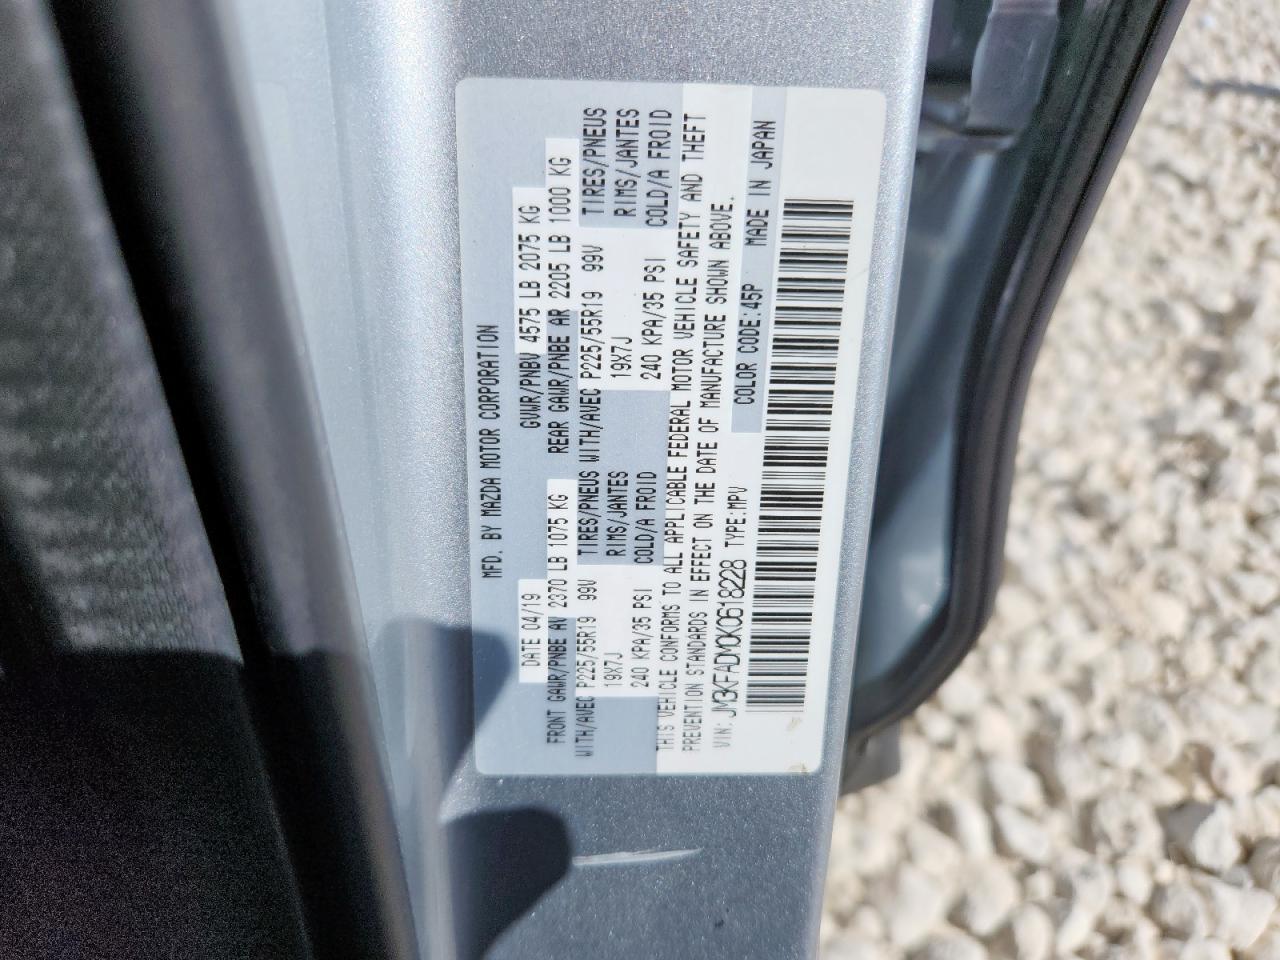 MFD. BY MAZDA MOTOR CORPORATION
DATE 04/19 GVWR/PNBV 4575 LB 2075 KG
FRONT GAWR/PNBE AV 2370 LB 1075 KG REAR GAWR/PNBE AR 2205 LB 1000 KG
WITH/AVEC P225/55R19 99V TIRES/PNEUS WITH/AVEC P225/55R19 99V TIRES/PNEUS
19X7J RIMS/JANTES 19X7J RIMS/JANTES
240 KPA/35 PSI COLD/A FROID 240 KPA/35 PSI COLD/A FROID
THIS VEHICLE CONFORMS TO ALL APPLICABLE FEDERAL MOTOR VEHICLE SAFETY AND THEFT
PREVENTION STANDARDS IN EFFECT ON THE DATE OF MANUFACTURE SHOWN ABOVE.
VIN: JM3KFADM0K0618228 TYPE:MPV COLOR CODE:45P MADE IN JAPAN